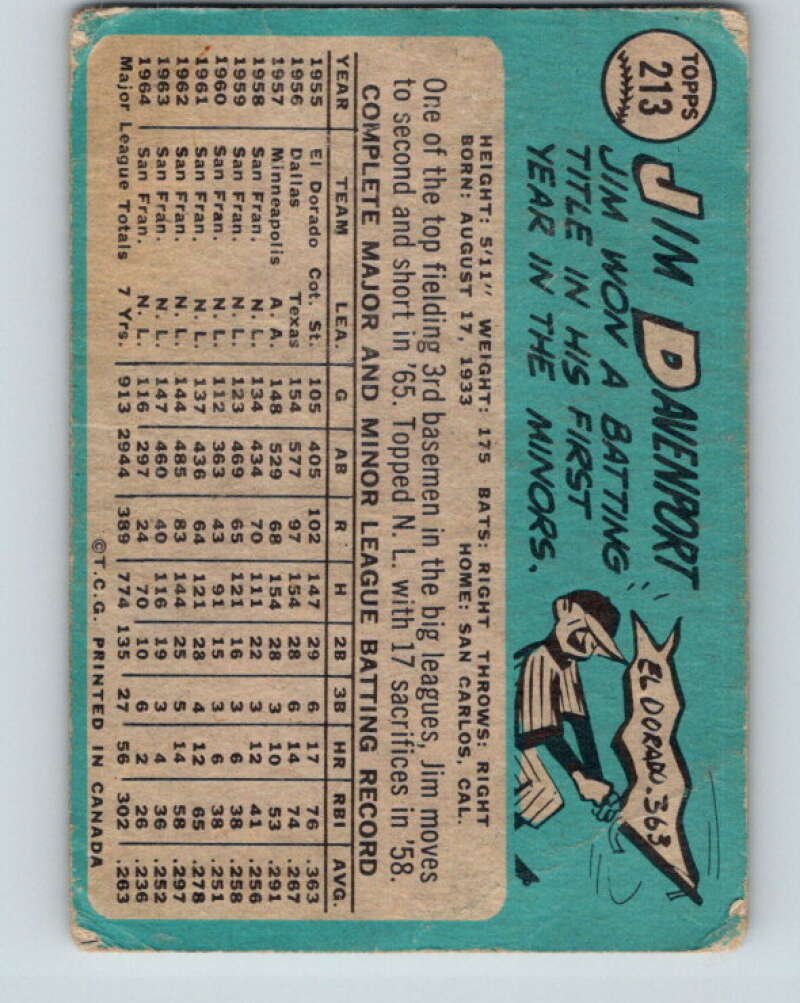 TOPPS
213
JIM DAVENPORT
JIM WON A BATTING
TITLE IN HIS FIRST
YEAR IN THE MINORS.
EL DORADO .363
HEIGHT: 5'11" WEIGHT: 175 BATS: RIGHT THROWS: RIGHT
BORN: AUGUST 17, 1933 HOME: SAN CARLOS, CAL.
One of the top fielding 3rd basemen in the big leagues, Jim moves
to second and short in '65. Topped N. L. with 17 sacrifices in '58.
COMPLETE MAJOR AND MINOR LEAGUE BATTING RECORD
YEAR TEAM LEA. G AB R H 2B 3B HR RBI AVG.
1955 El Dorado Cot. St. 105 405 102 147 29 6 17 76 .363
1956 Dallas Texas 154 577 97 154 28 6 14 74 .267
1957 Minneapolis A. A. 148 529 68 154 28 3 10 53 .291
1958 San Fran. N. L. 134 434 70 111 22 3 12 41 .256
1959 San Fran. N. L. 123 469 65 121 16 3 6 38 .258
1960 San Fran. N. L. 112 363 43 91 15 3 6 38 .251
1961 San Fran. N. L. 137 436 64 121 28 4 12 65 .278
1962 San Fran. N. L. 144 485 83 144 25 5 14 58 .297
1963 San Fran. N. L. 147 460 40 116 19 3 4 36 .252
1964 San Fran. N. L. 116 297 24 70 10 6 2 26 .236
Major League Totals 7 Yrs. 913 2944 389 774 135 27 56 302 .263
©T.C.G. PRINTED IN CANADA